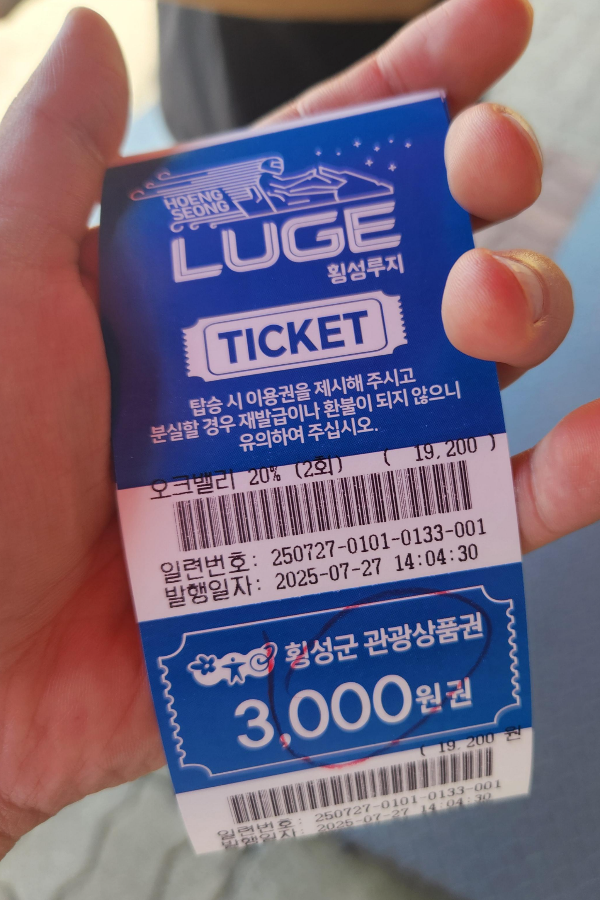 HOENG
SEONG
LUGE
횡성루지
TICKET
탑승 시 이용권을 제시해 주시고
분실할 경우 재발급이나 환불이 되지 않으니
유의하여 주십시오.
오크밸리 20% (2회) ( 19,200 )
일련번호: 250727-0101-0133-001
발행일자: 2025-07-27 14:04:30
횡성군 관광상품권
3,000원권
( 19,200 원
일련번호: 250727-0101-0133-001
발행일자: 2025-07-27 14:04:30